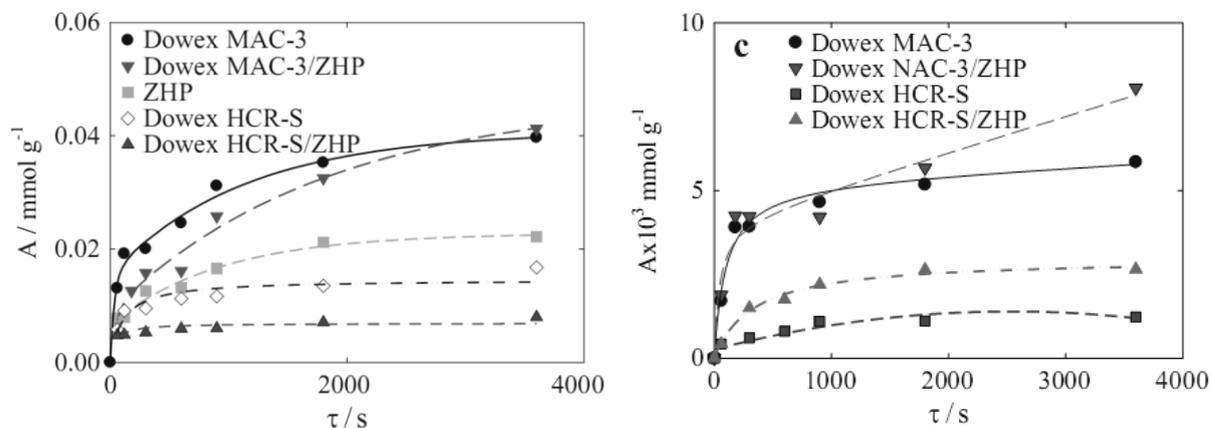 0.06
Dowex MAC-3
Dowex MAC-3/ZHP
ZHP
Dowex HCR-S
Dowex HCR-S/ZHP
0.04
0.02
0.00
A / mmol g⁻¹
0
2000
4000
τ / s
c
10
Dowex MAC-3
Dowex NAC-3/ZHP
Dowex HCR-S
Dowex HCR-S/ZHP
5
0
Ax10³ mmol g⁻¹
0
1000
2000
3000
4000
τ / s